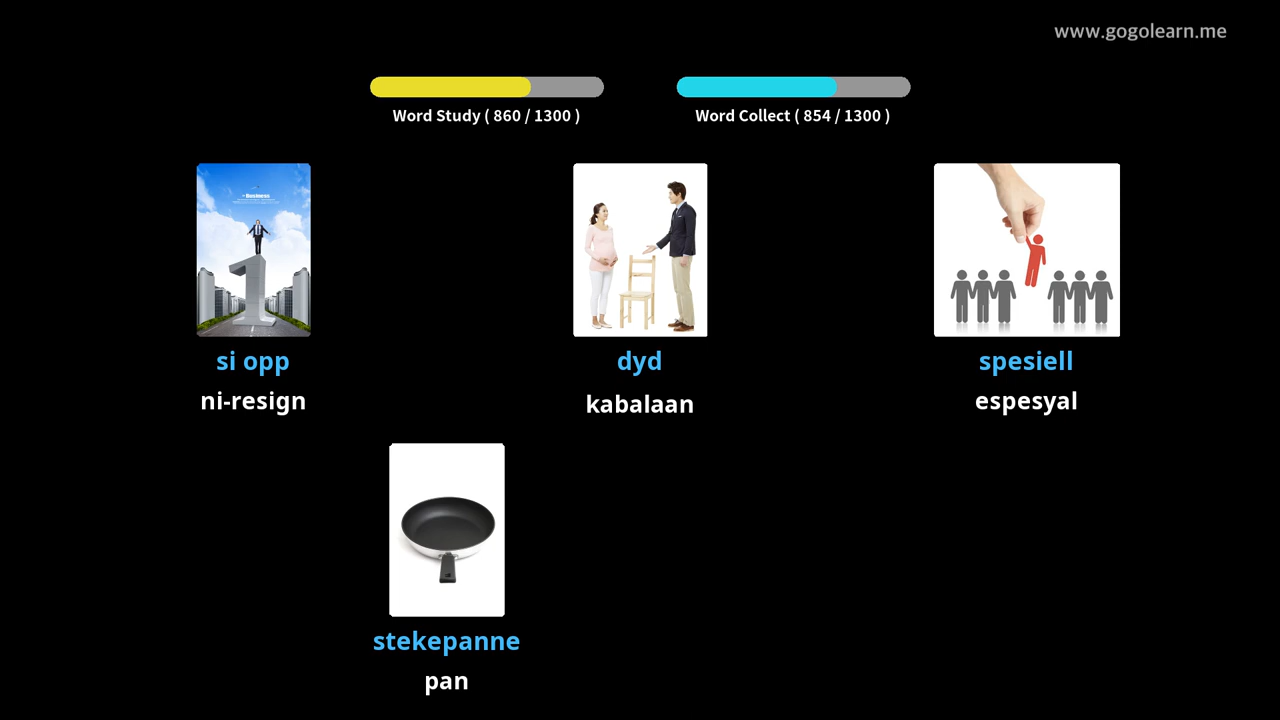 www.gogolearn.me
Word Study ( 860 / 1300 )
Word Collect ( 854 / 1300 )
si opp
dyd
spesiell
ni-resign
kabalaan
espesyal
stekepanne
pan